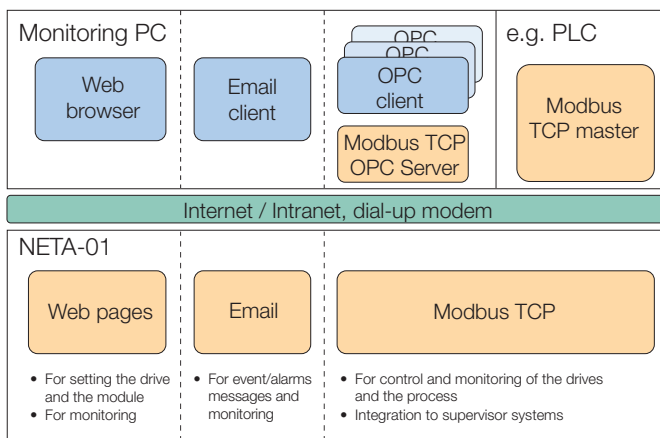 Monitoring PC
e.g. PLC
Web
browser
Email
client
OPC
OPC
OPC
client
Modbus TCP
OPC Server
Modbus
TCP master
Internet / Intranet, dial-up modem
NETA-01
Web pages
Email
Modbus TCP
• For setting the drive
and the module
• For monitoring
• For event/alarms
messages and
monitoring
• For control and monitoring of the drives
and the process
• Integration to supervisor systems